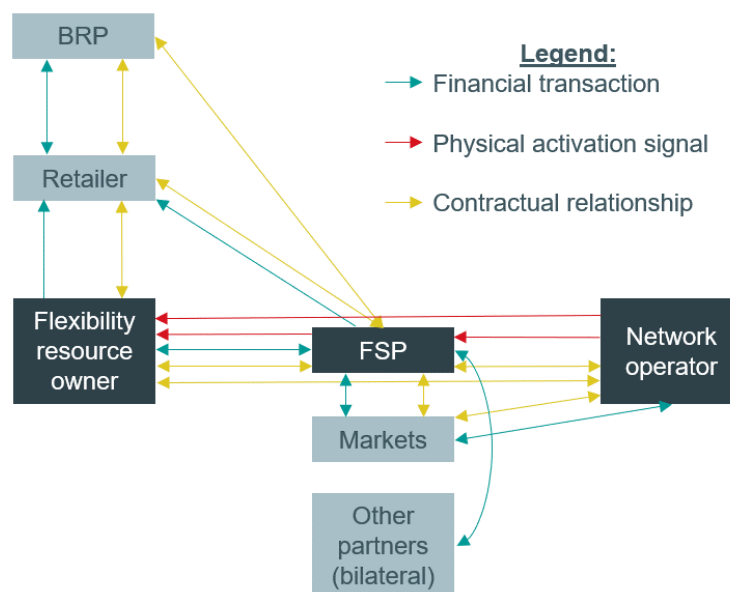 BRP
Legend:
Financial transaction
Physical activation signal
Retailer
Contractual relationship
Flexibility
resource
owner
FSP
Network
operator
Markets
Other
partners
(bilateral)